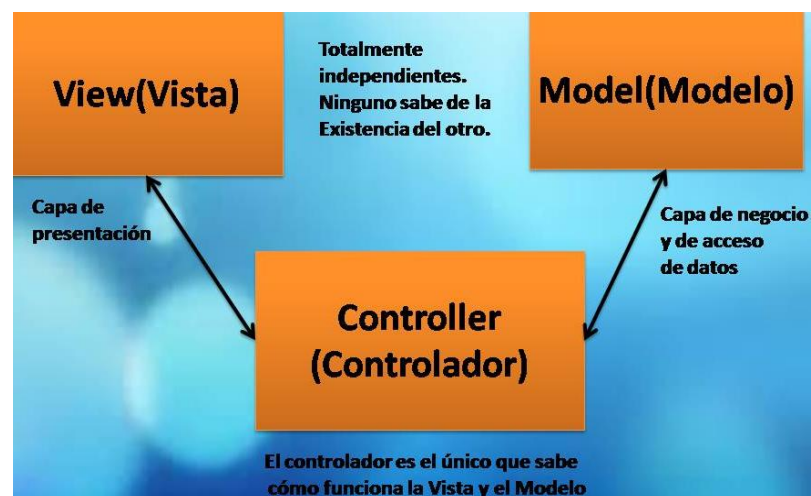 View(Vista)
Totalmente
independientes.
Ninguno sabe de la
Existencia del otro.
Model(Modelo)
Capa de
presentación
Capa de negocio
y de acceso
de datos
Controller
(Controlador)
El controlador es el único que sabe
cómo funciona la Vista y el Modelo